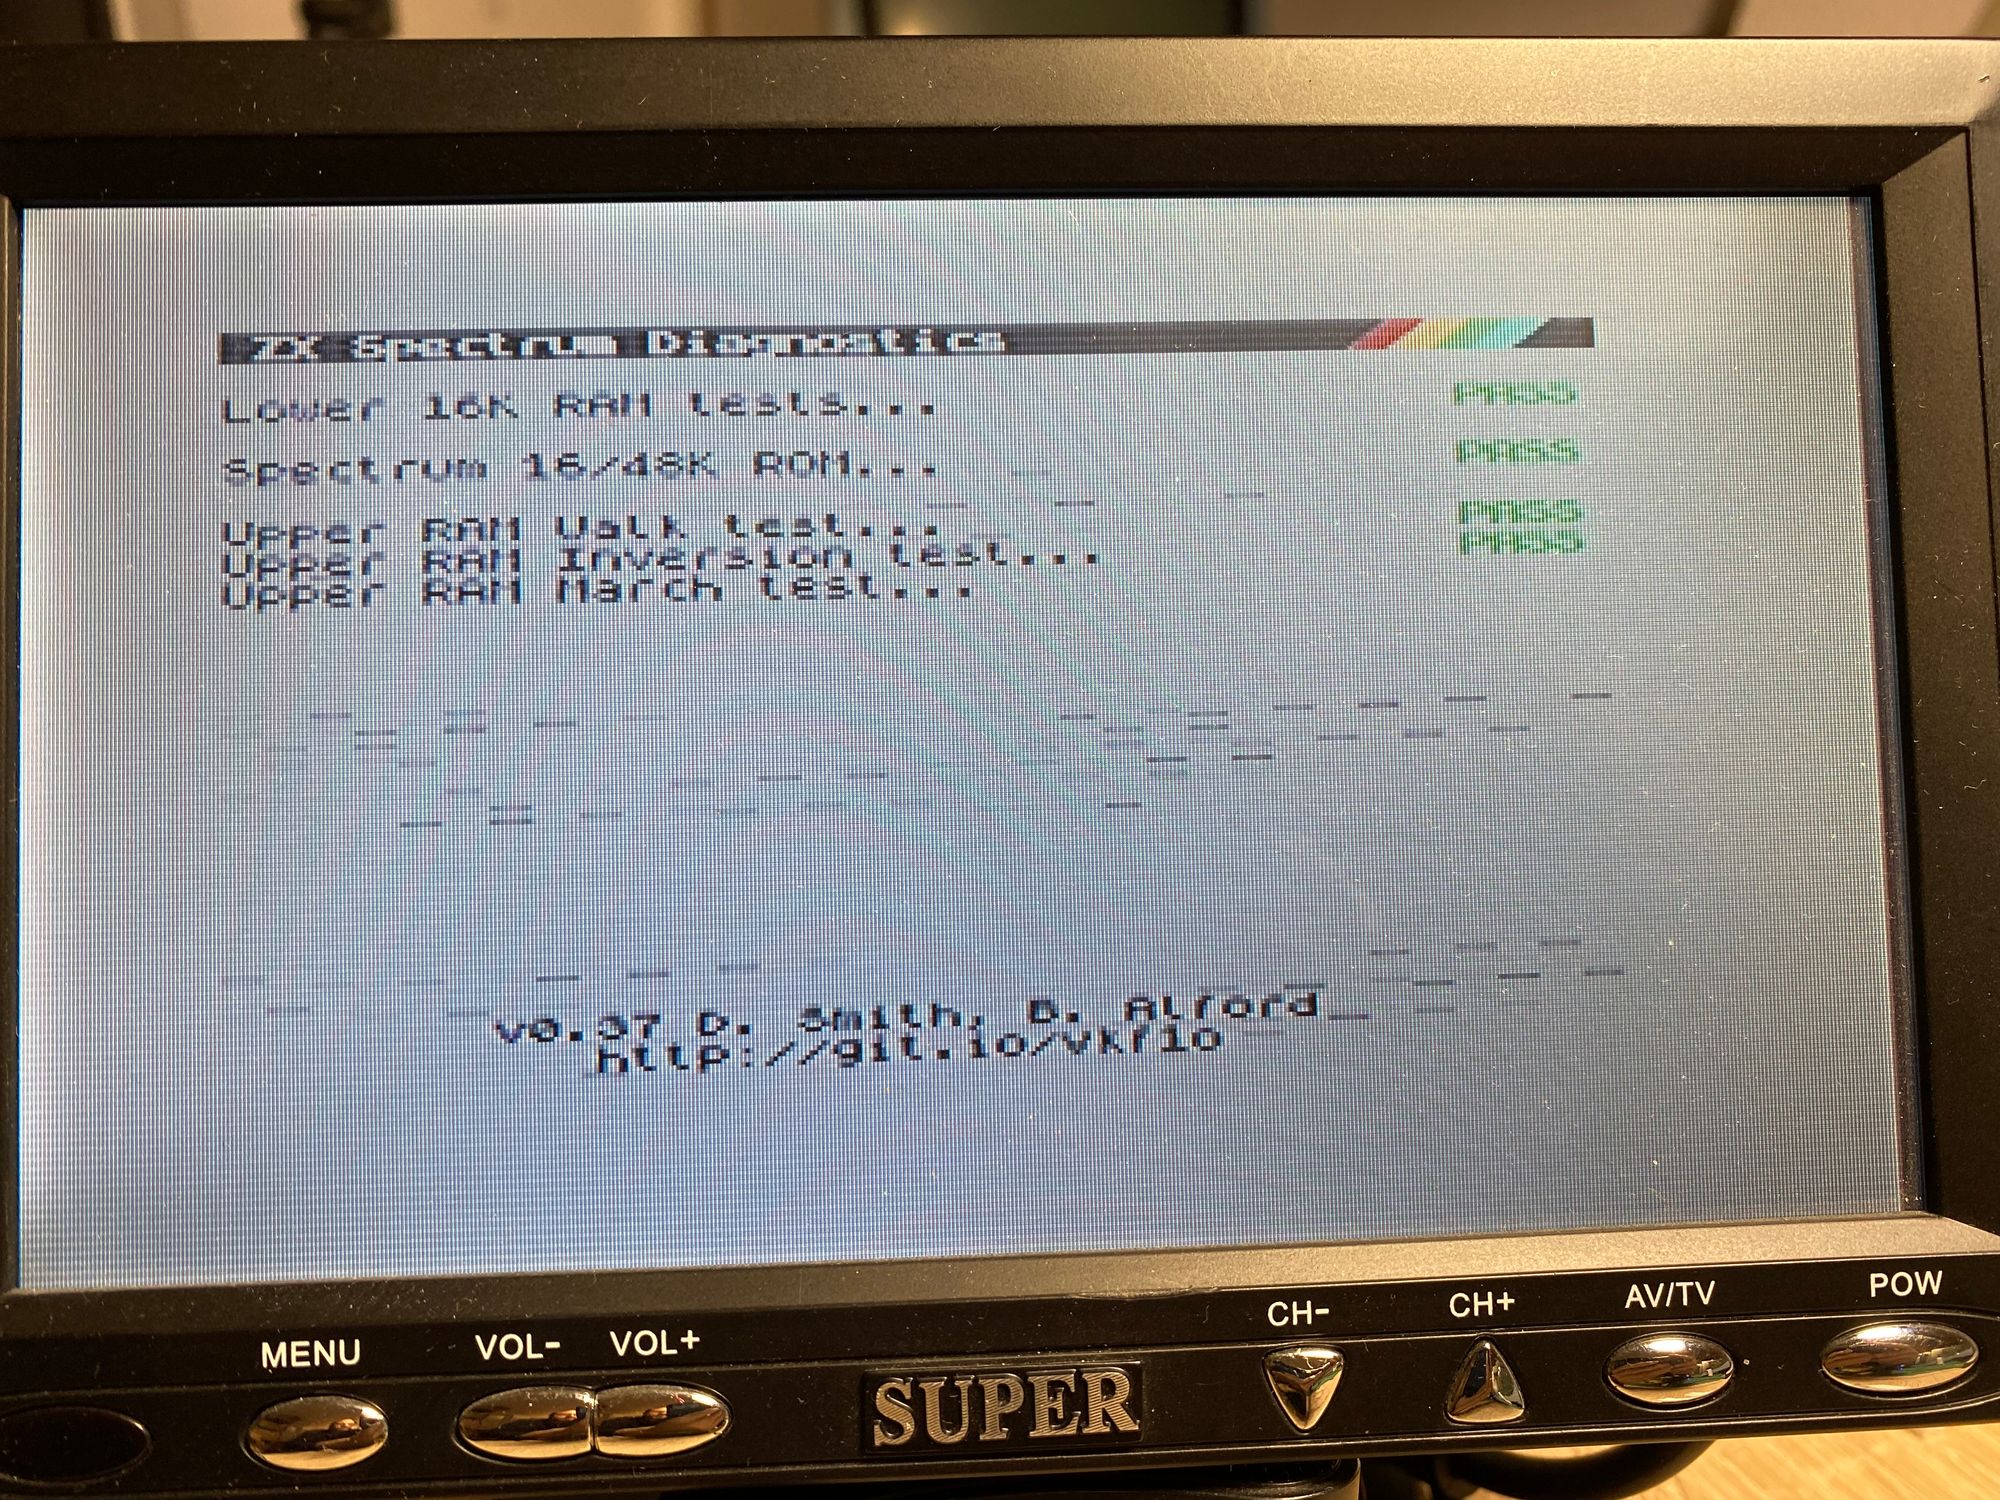 ZX Spectrum Diagnostics
Lower 16K RAM tests... PASS
Spectrum 16/48K ROM... PASS
Upper RAM Walk test... PASS
Upper RAM Inversion test... PASS
Upper RAM March test...
v0.37 D. Smith, B. Alford
http://git.io/vkf1o
MENU VOL- VOL+ SUPER CH- CH+ AV/TV POW